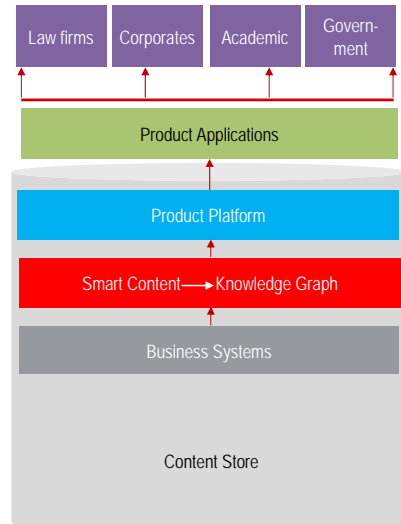 Law firms
Corporates
Academic
Govern-
ment
Product Applications
Product Platform
Smart Content Knowledge Graph
Business Systems
Content Store